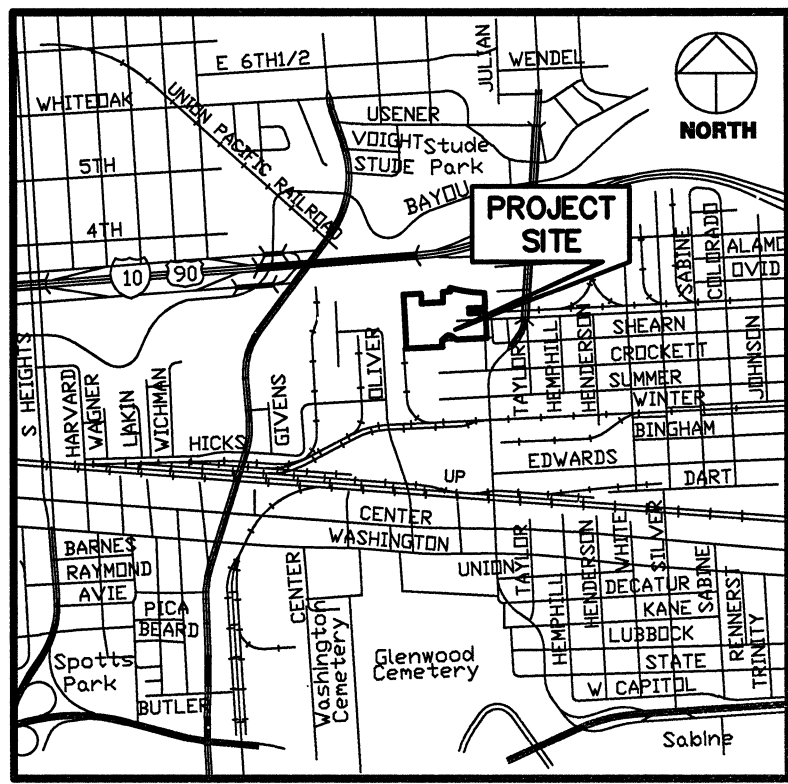 E 6TH1/2
JULIAN
WENDEL
WHITEOAK
UNION PACIFIC RAILROAD
USENER
VOIGHT
Stude
STUDE Park
NORTH
5TH
BAYOU
PROJECT
SITE
4TH
10
90
SABINE
COLORADO
ALAMO
OVID
S HEIGHTS
HARVARD
WAGNER
LAKIN
WICHMAN
HICKS
GIVENS
OLIVER
TAYLOR
HEMPHILL
HENDERSON
SHEARN
CROCKETT
SUMMER
WINTER
JOHNSON
BINGHAM
EDWARDS
UP
DART
CENTER
WASHINGTON
UNION
TAYLOR
HENDERSON
WHITE
SILVER
BARNES
RAYMOND
AVIE
PICA
BEARD
CENTER
Washington
Cemetery
Glenwood
Cemetery
HEMPHILL
DECATUR
KANE
LUBBOCK
STATE
W CAPITOL
SABINE
RENNERST
TRINITY
Spotts
Park
BUTLER
Sabine